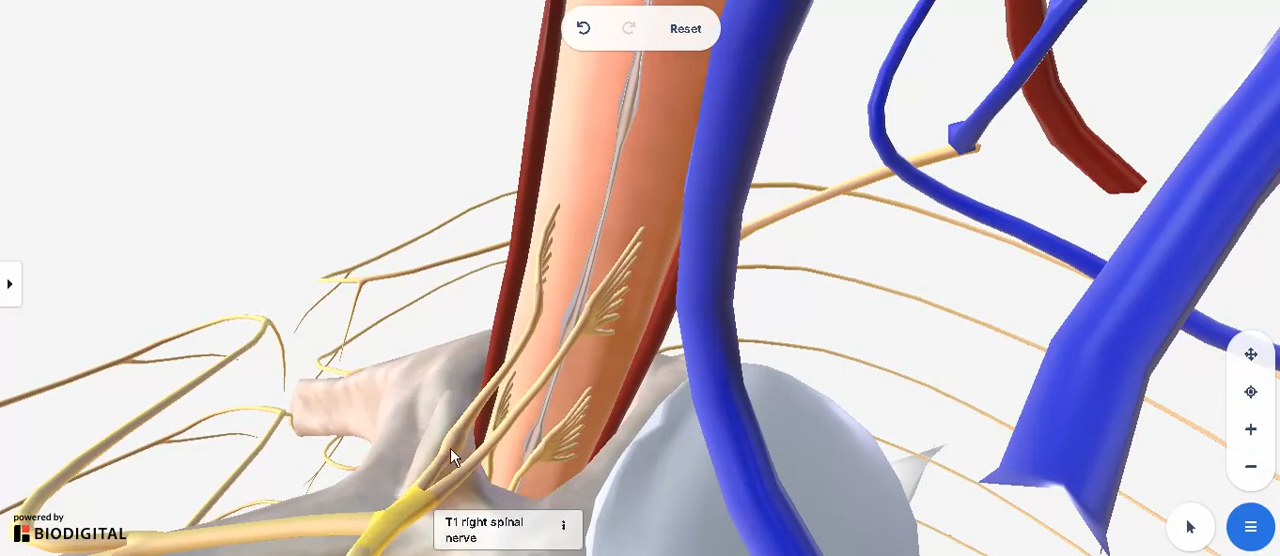 Reset
T1 right spinal
nerve
powered by
BIODIGITAL